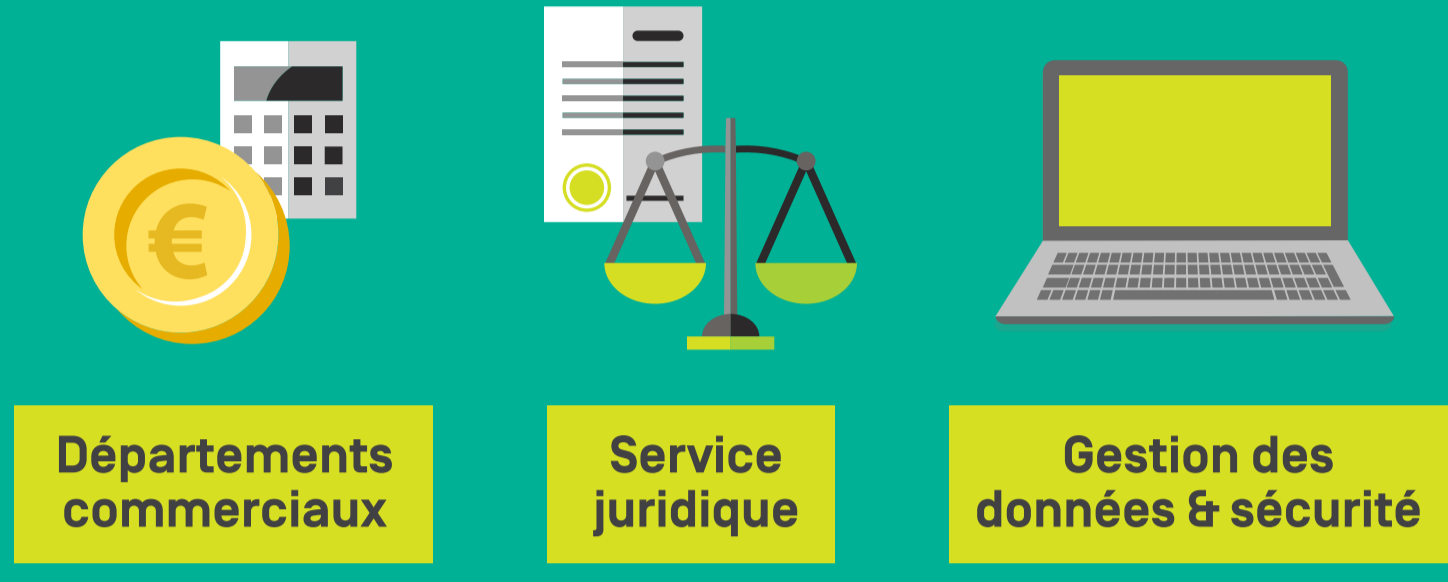 Départements
commerciaux
Service
juridique
Gestion des
données & sécurité